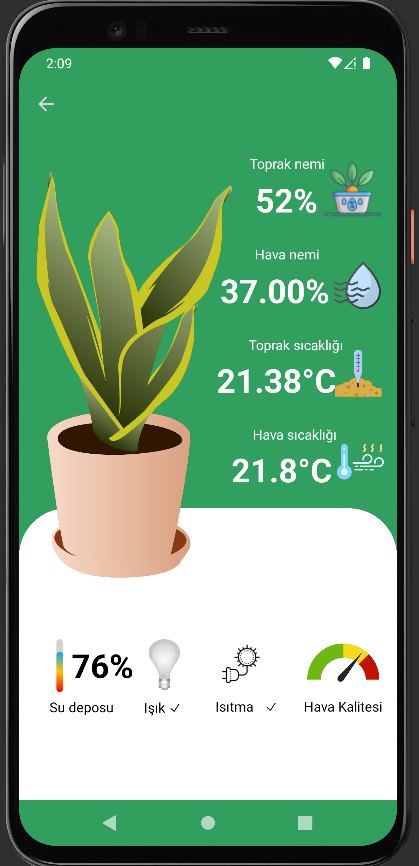 2:09
Toprak nemi
52%
Hava nemi
37.00%
Toprak sıcaklığı
21.38°C
Hava sıcaklığı
21.8°C
76%
Su deposu
Işık ✓
Isıtma ✓
Hava Kalitesi